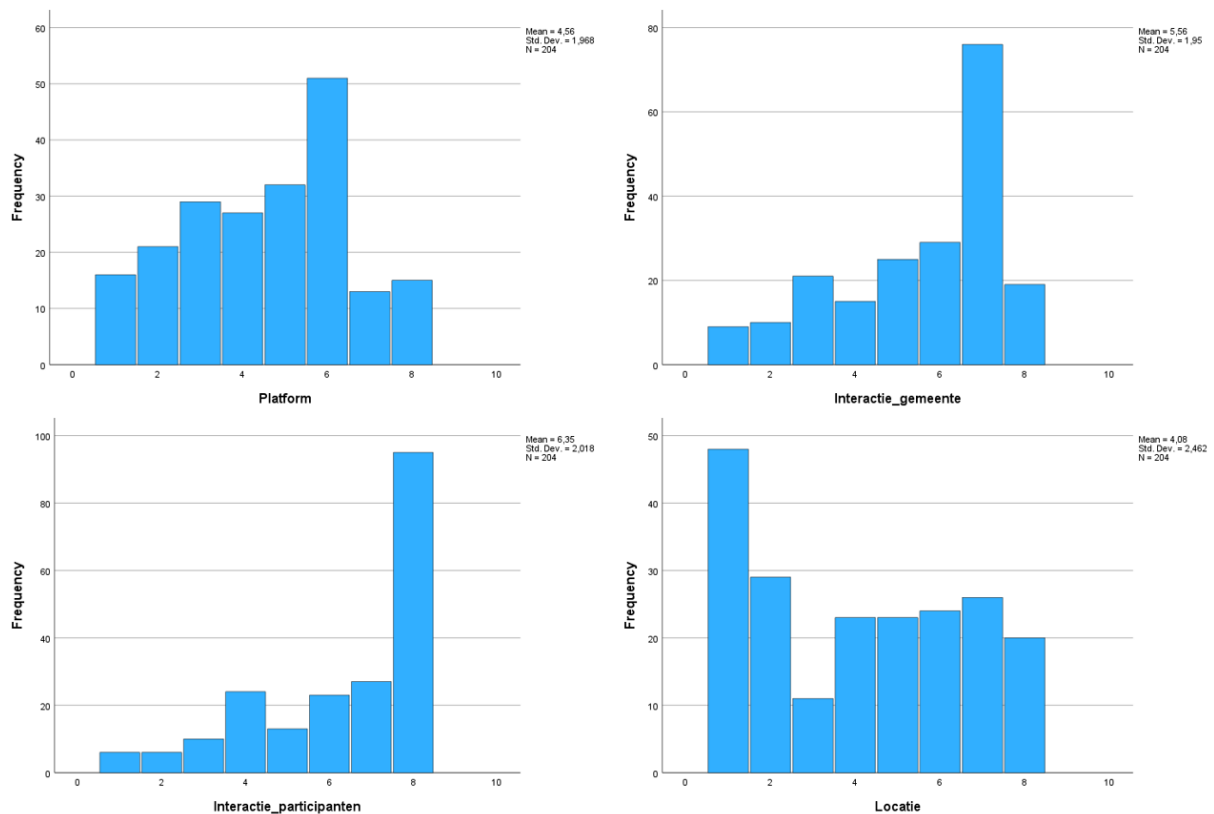 Mean = 4,56
Std. Dev. = 1,968
N = 204
Frequency
60
50
40
30
20
10
0
0 2 4 6 8 10
Platform
Mean = 5,56
Std. Dev. = 1,95
N = 204
Frequency
80
60
40
20
0
0 2 4 6 8 10
Interactie_gemeente
Mean = 6,35
Std. Dev. = 2,018
N = 204
Frequency
100
80
60
40
20
0
0 2 4 6 8 10
Interactie_participanten
Mean = 4,08
Std. Dev. = 2,462
N = 204
Frequency
50
40
30
20
10
0
0 2 4 6 8 10
Locatie